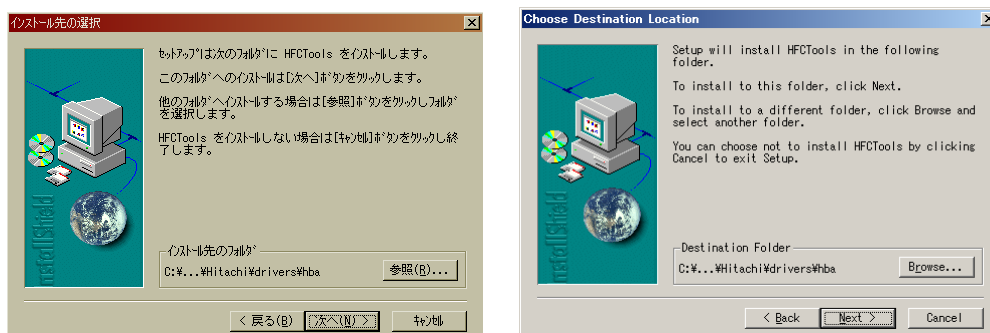 インストール先の選択
セットアップは次のフォルダに HFCTools をインストールします。
このフォルダへのインストールは[次へ]ボタンをクリックします。
他のフォルダへインストールする場合は[参照]ボタンをクリックしフォルダ
を選択します。
HFCTools をインストールしない場合は[キャンセル]ボタンをクリックし終
了します。
InstallShield
インストール先のフォルダ
C:¥...¥Hitachi¥drivers¥hba
参照(R)...
< 戻る(B)
次へ(N) >
キャンセル
Choose Destination Location
Setup will install HFCTools in the following
folder.
To install to this folder, click Next.
To install to a different folder, click Browse and
select another folder.
You can choose not to install HFCTools by clicking
Cancel to exit Setup.
InstallShield
Destination Folder
C:¥...¥Hitachi¥drivers¥hba
Browse...
< Back
Next >
Cancel